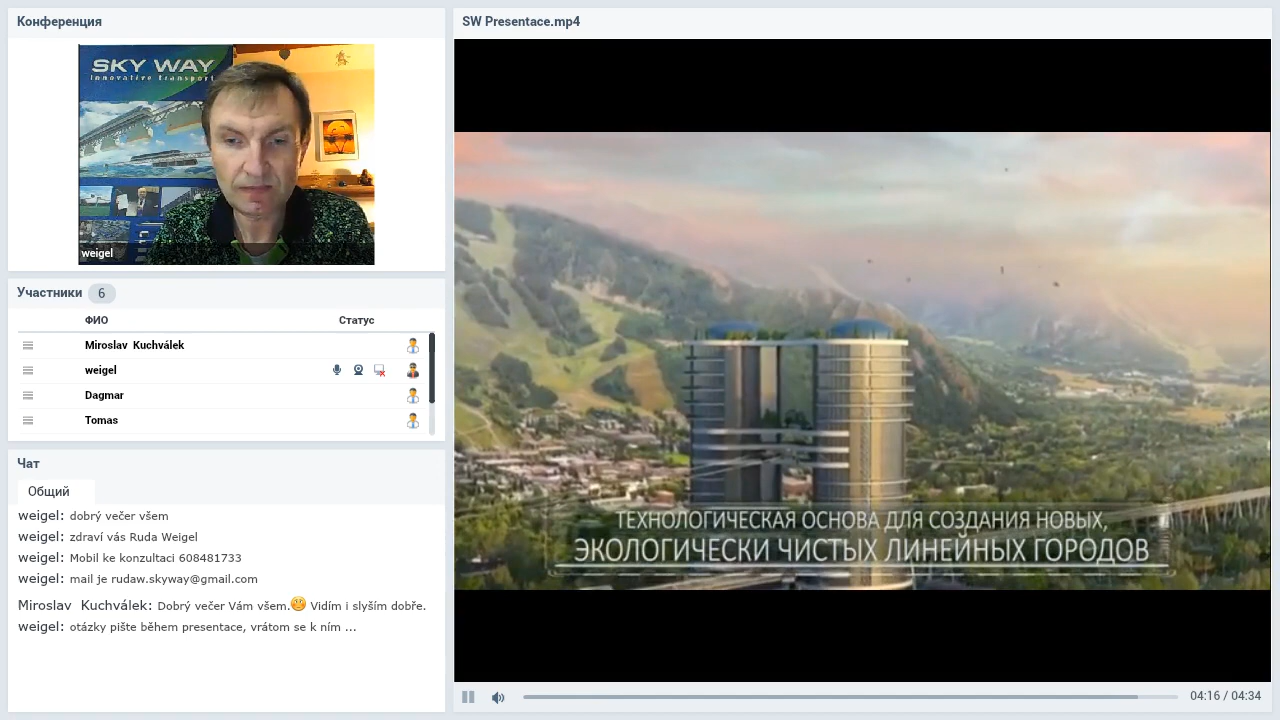 Конференция
SKY WAY
Innovative transport
weigel
Участники 6
ФИО Статус
Miroslav Kuchválek
weigel
Dagmar
Tomas
Чат
Общий
weigel: dobrý večer všem
weigel: zdraví vás Ruda Weigel
weigel: Mobil ke konzultaci 608481733
weigel: mail je rudaw.skyway@gmail.com
Miroslav Kuchválek: Dobrý večer Vám všem. Vidím i slyším dobře.
weigel: otázky pište během presentace, vrátom se k ním ...
SW Presentace.mp4
ТЕХНОЛОГИЧЕСКАЯ ОСНОВА ДЛЯ СОЗДАНИЯ НОВЫХ,
ЭКОЛОГИЧЕСКИ ЧИСТЫХ ЛИНЕЙНЫХ ГОРОДОВ
04:16 / 04:34